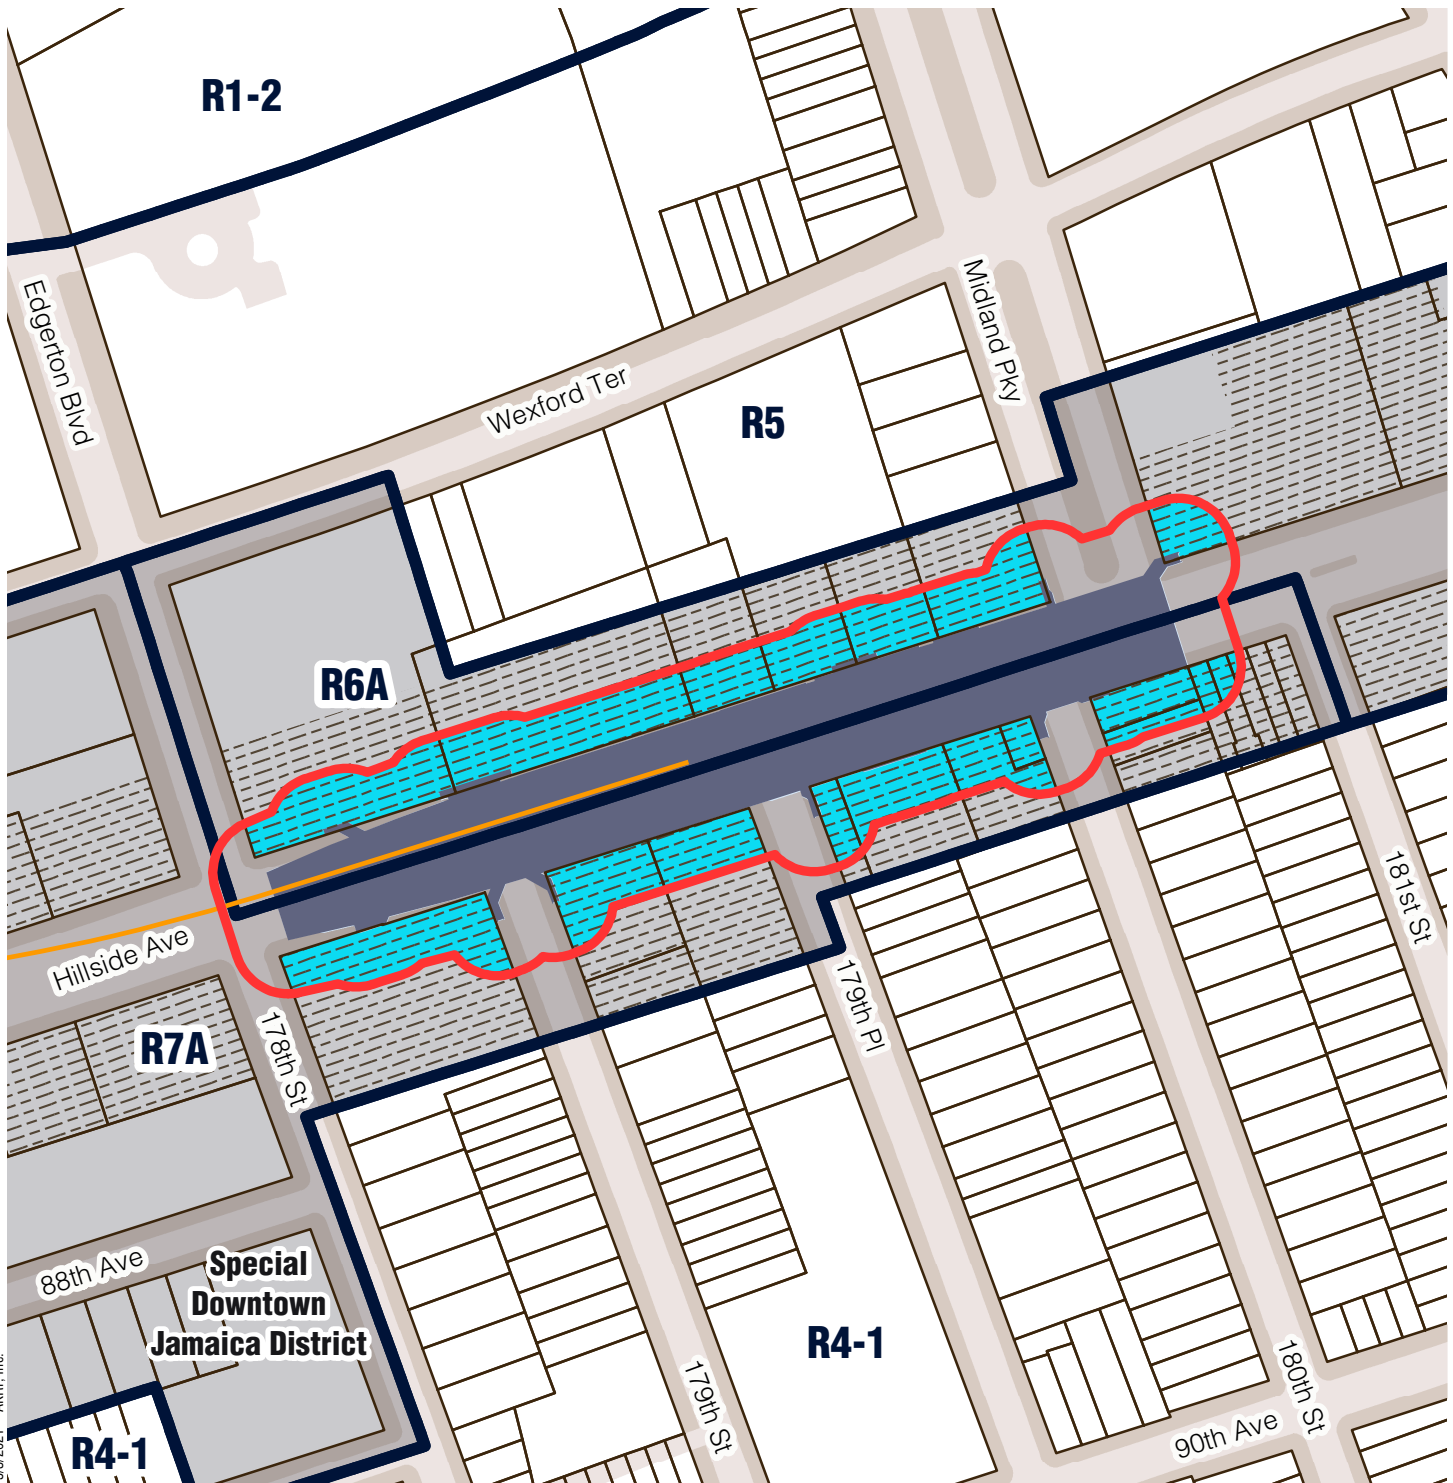 R1-2
Edgerton Blvd
Midland Pky
Wexford Ter
R5
R6A
Hillside Ave
R7A
178th St
179th Pl
181st St
88th Ave
Special
Downtown
Jamaica District
R4-1
179th St
180th St
90th Ave
R4-1